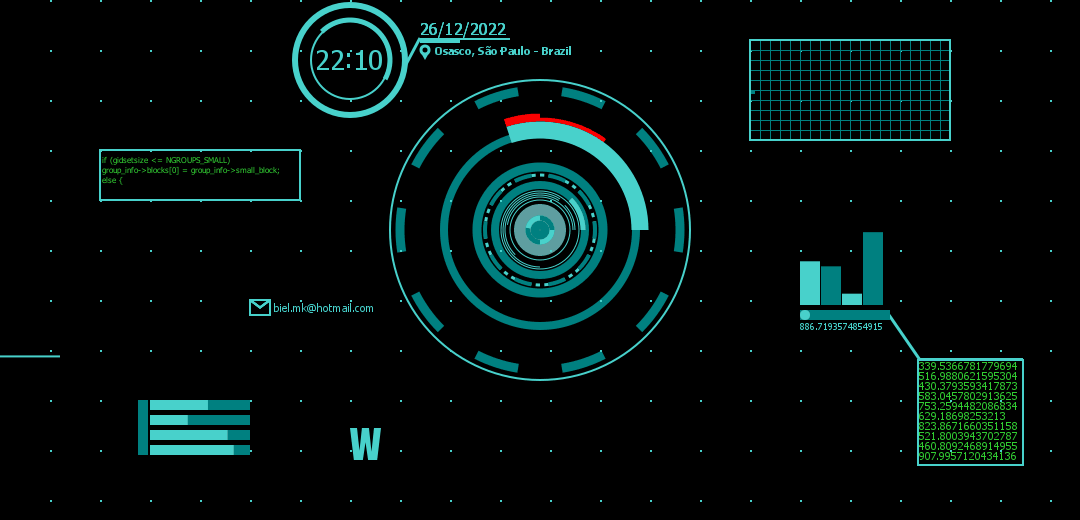 26/12/2022
22:10
Osasco, São Paulo - Brazil
if (gidsetsize <= NGROUPS_SMALL)
group_info->blocks[0] = group_info->small_block;
else {
biel.mk@hotmail.com
886.7193574854915
339.5366781779694
516.9880621595304
430.3793593417873
583.0457802913625
753.2594482086834
629.18698253213
823.8671660351158
521.8003943702787
460.8092468914955
907.9957120434136
W